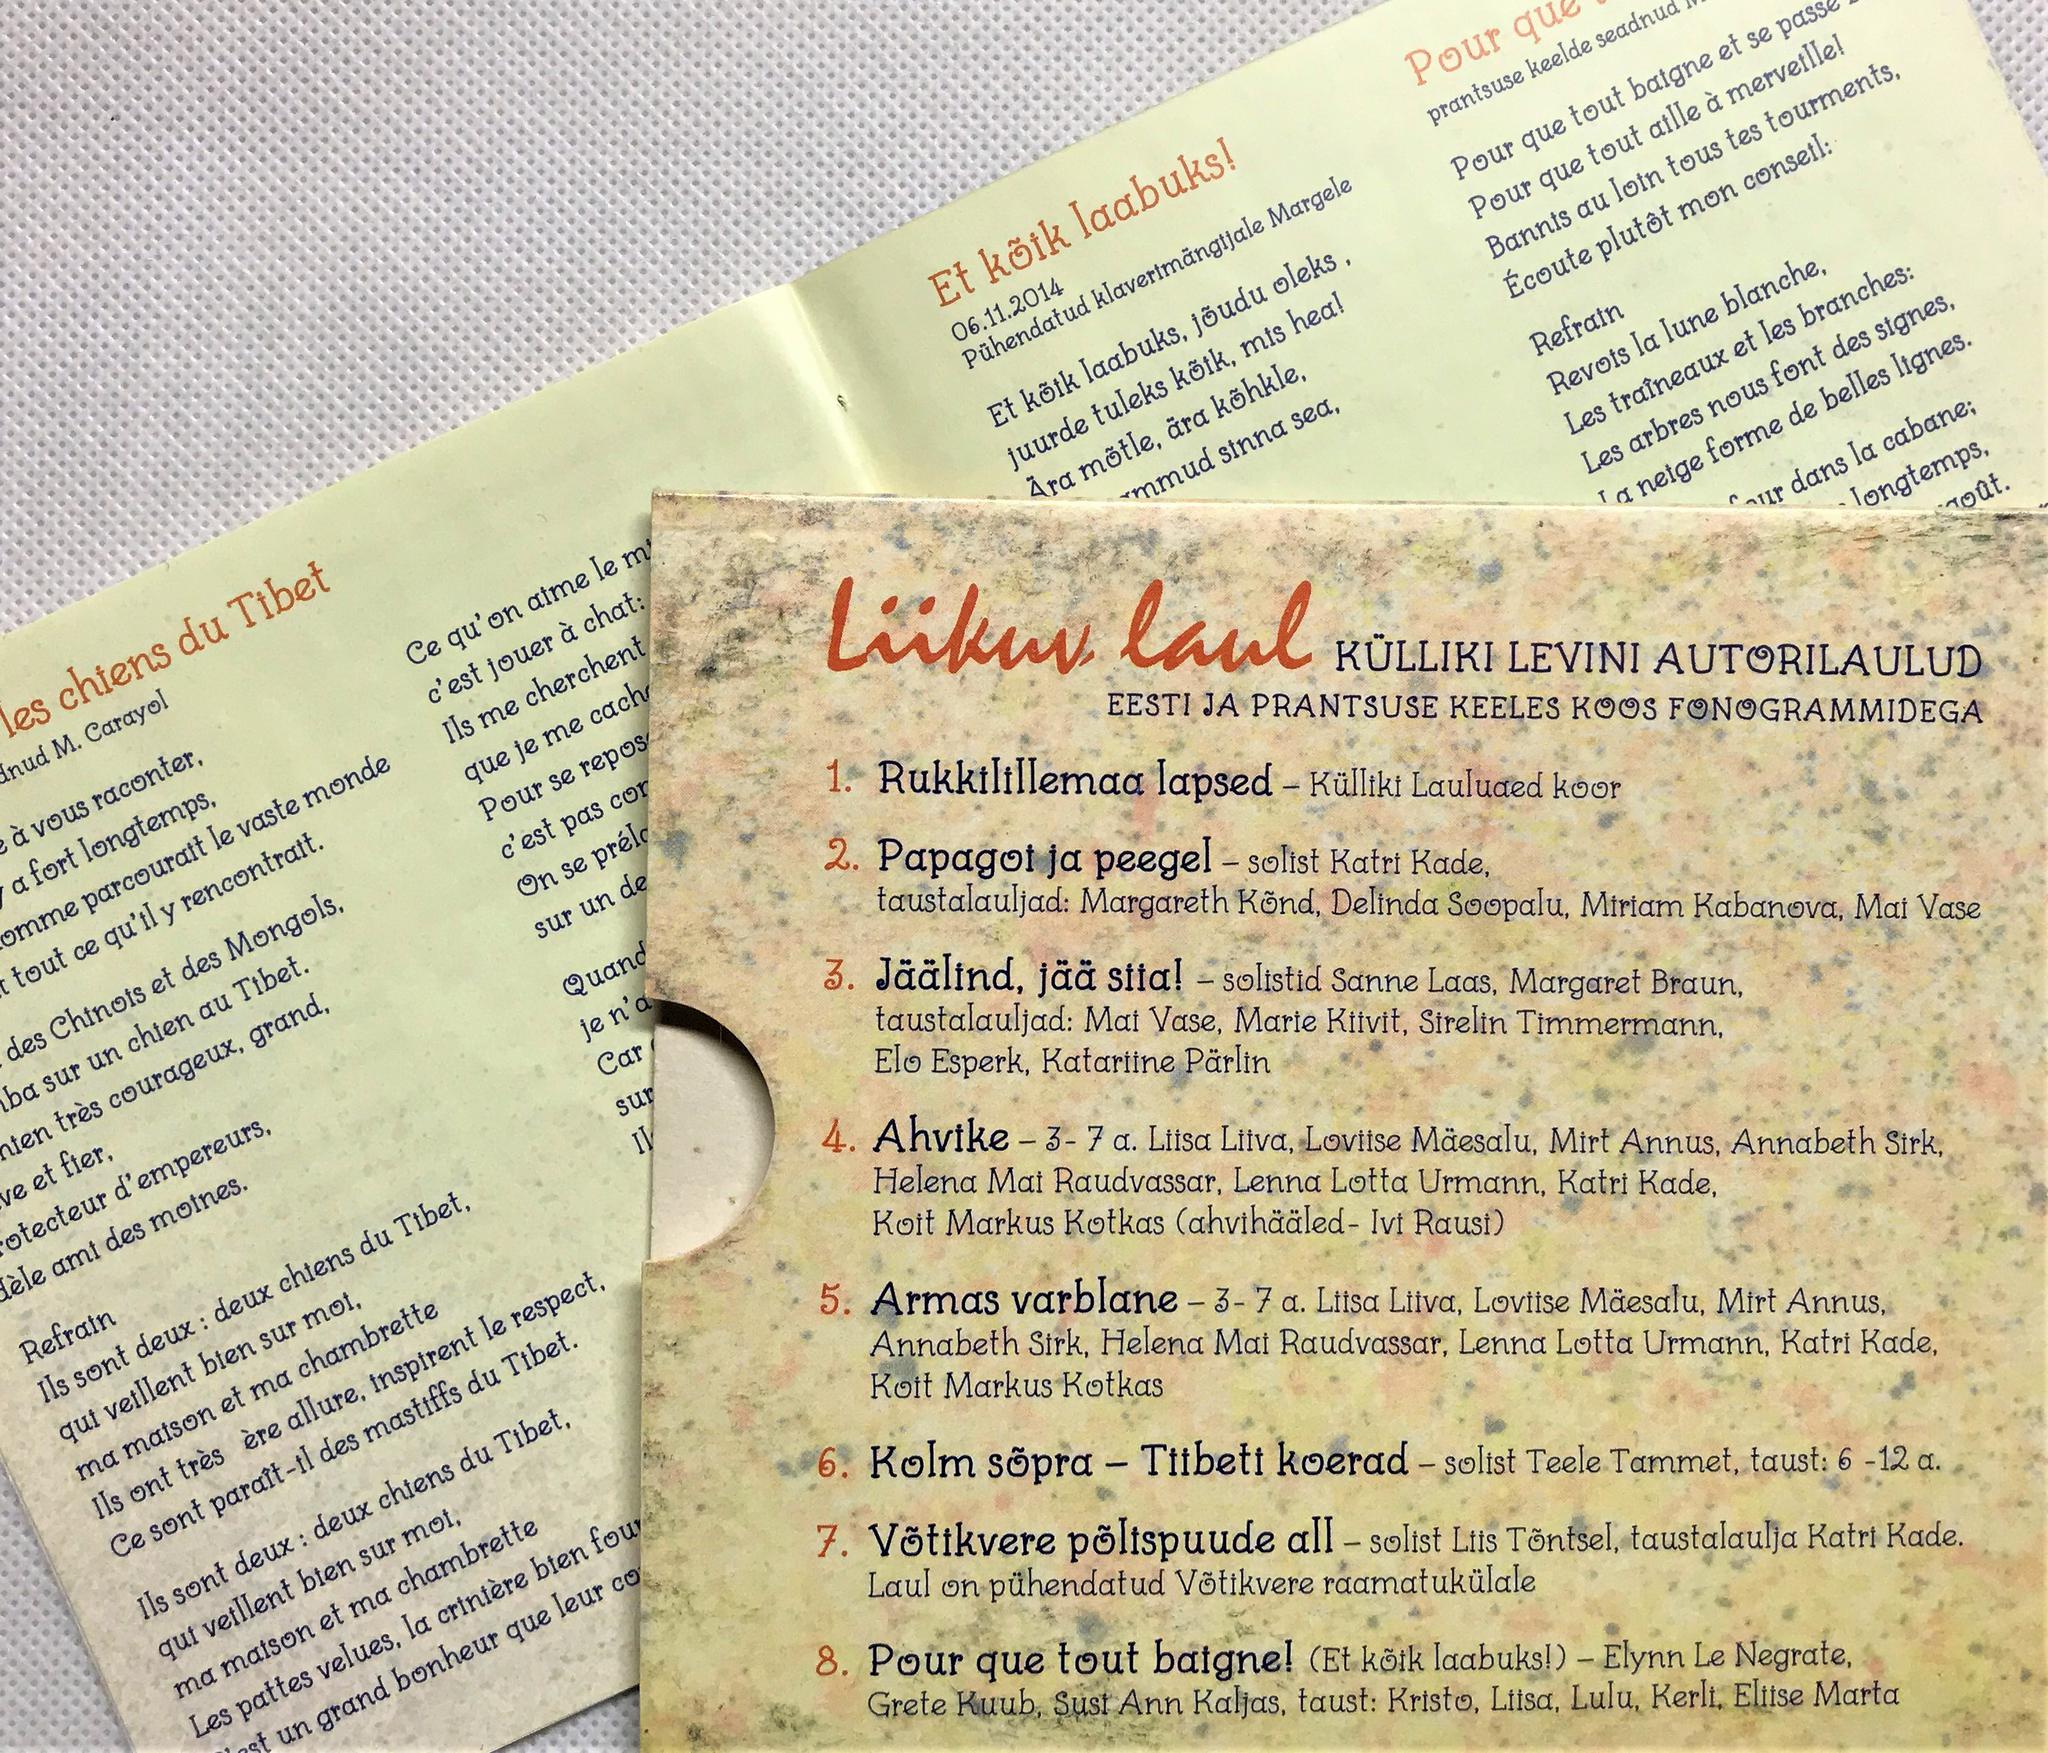 Pour que
prantsuse keelde seadnud
Pour que tout baigne et se passe
Pour que tout aille à merveille!
Bannis au loin tous tes tourments,
Écoute plutôt mon conseil:
Refrain
Revois la lune blanche,
Les traîneaux et les branches:
Les arbres nous font des signes,
La neige forme de belles lignes.
dans la cabane;
longtemps,
Et kõik laabuks!
06.11.2014
Pühendatud klaverimängijale Margele
Et kõik laabuks, jõudu oleks ,
juurde tuleks kõik, mis hea!
Ära mõtle, ära kõhkle,
sinna sea,
les chiens du Tibet
M. Carayol
à vous raconter,
a fort longtemps,
parcourait le vaste monde
tout ce qu'il y rencontrait.
des Chinois et des Mongols,
sur un chien au Tibet.
très courageux, grand,
et fier,
d'empereurs,
ami des moines.
Refrain
Ils sont deux : deux chiens du Tibet,
qui veillent bien sur moi,
ma maison et ma chambrette
Ils ont très ère allure, inspirent le respect,
Ce sont paraît-il des mastiffs du Tibet.
Ils sont deux : deux chiens du Tibet,
qui veillent bien sur moi,
ma maison et ma chambrette
Les pattes velues, la crinière bien
un grand bonheur que leur
Ce qu'on aime le
c'est jouer à chat:
Ils me cherchent
que je me
Pour se
c'est pas
On se
sur un
Quand
je
Car
sur
Liikuv laul KÜLLIKI LEVINI AUTORILAULUD
EESTI JA PRANTSUSE KEELES KOOS FONOGRAMMIDEGA
1. Rukkilillemaa lapsed – Külliki Lauluaed koor
2. Papagoi ja peegel – solist Katri Kade,
taustalauljad: Margareth Kõnd, Delinda Soopalu, Miriam Kabanova, Mai Vase
3. Jäälind, jää siia! – solistid Sanne Laas, Margaret Braun,
taustalauljad: Mai Vase, Marie Kiivit, Sirelin Timmermann,
Elo Esperk, Katariine Pärlin
4. Ahvike – 3- 7 a. Liisa Liiva, Loviise Mäesalu, Mirt Annus, Annabeth Sirk,
Helena Mai Raudvassar, Lenna Lotta Urmann, Katri Kade,
Koit Markus Kotkas (ahvihääled- Ivi Rausi)
5. Armas varblane – 3- 7 a. Liisa Liiva, Loviise Mäesalu, Mirt Annus,
Annabeth Sirk, Helena Mai Raudvassar, Lenna Lotta Urmann, Katri Kade,
Koit Markus Kotkas
6. Kolm sõpra – Tiibeti koerad – solist Teele Tammet, taust: 6 -12 a.
7. Võtikvere põlispuude all – solist Liis Tõntsel, taustalaulja Katri Kade.
Laul on pühendatud Võtikvere raamatukülale
8. Pour que tout baigne! (Et kõik laabuks!) – Elynn Le Negrate,
Grete Kuub, Susi Ann Kaljas, taust: Kristo, Liisa, Lulu, Kerli, Eliise Marta